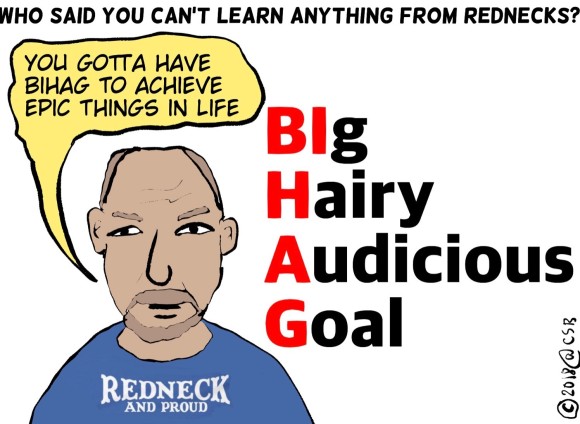 WHO SAID YOU CAN'T LEARN ANYTHING FROM REDNECKS?
YOU GOTTA HAVE
BIHAG TO ACHIEVE
EPIC THINGS IN LIFE
BIg
Hairy
Audicious
Goal
REDNECK
AND PROUD
©2018@CSB